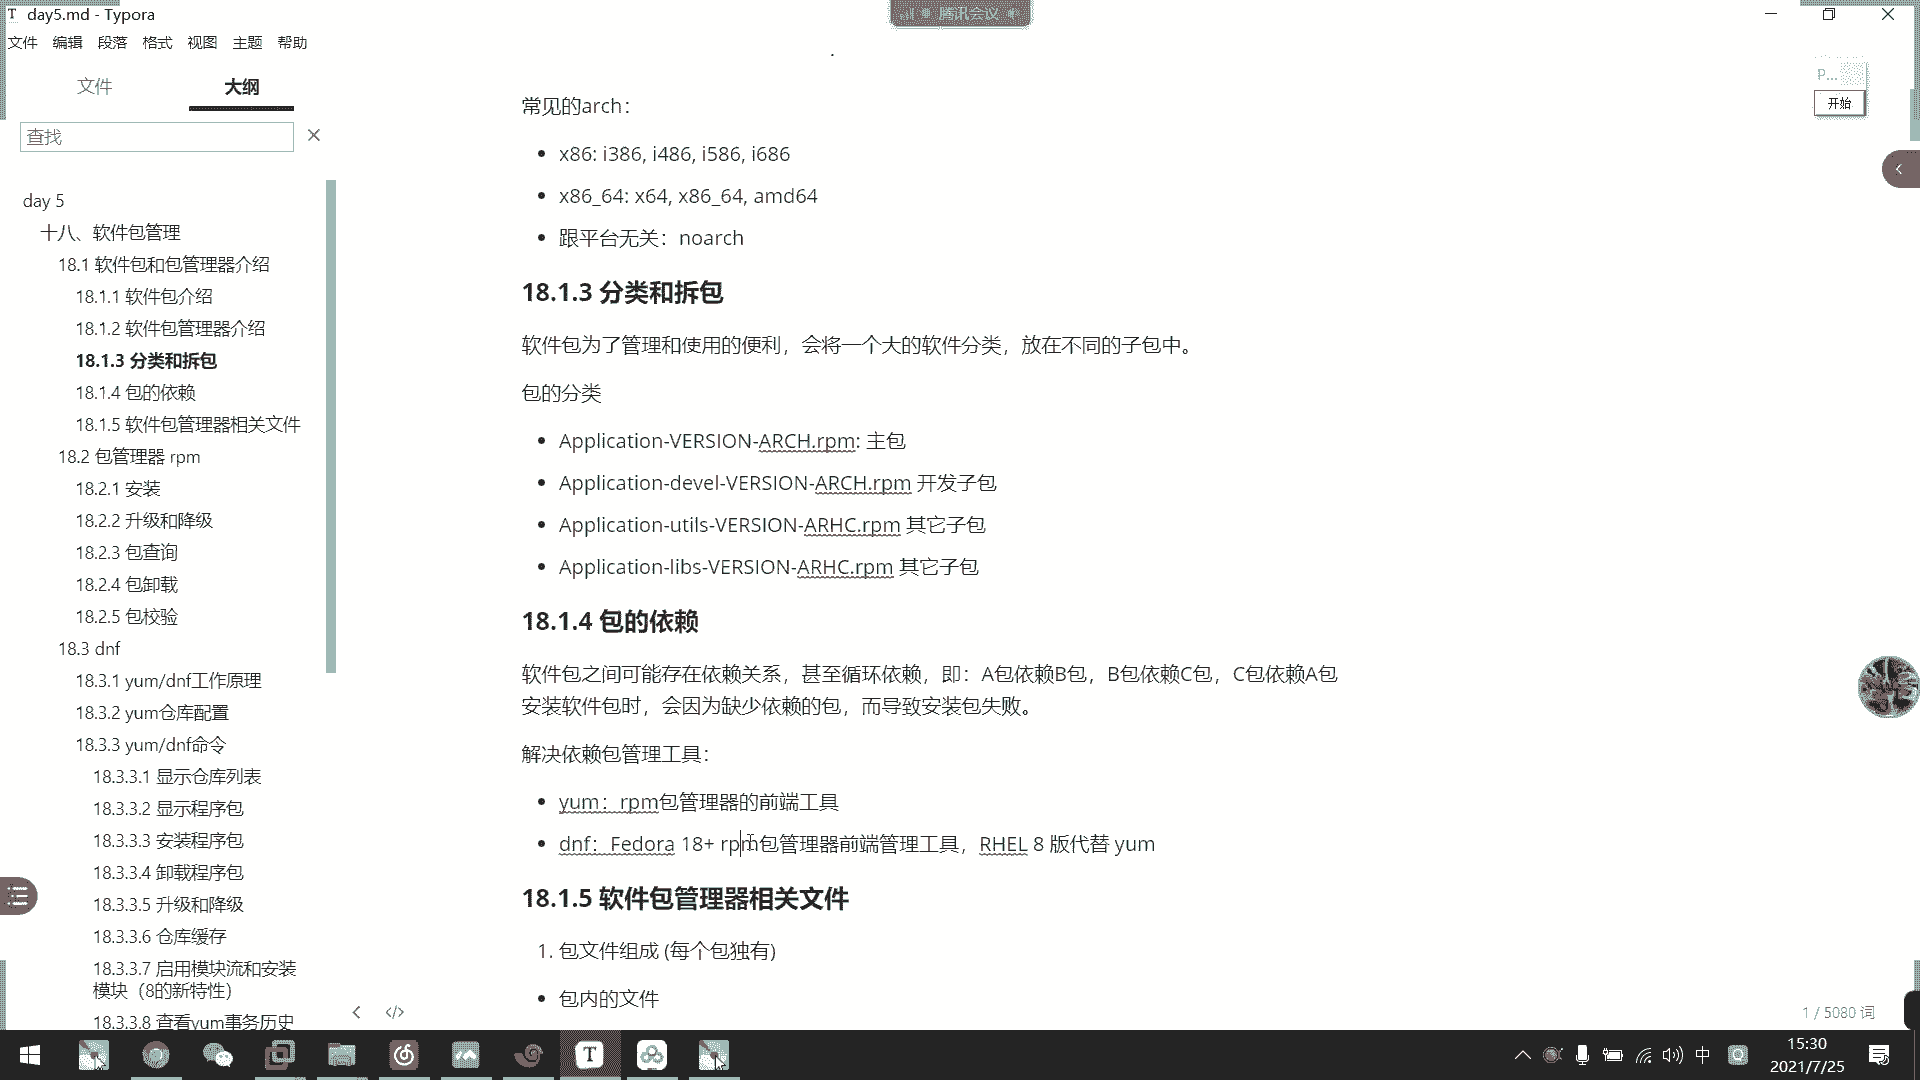 day5.md - Typora
腾讯会议
文件 编辑 段落 格式 视图 主题 帮助
文件 大纲
查找
day 5
十八、软件包管理
18.1 软件包和包管理器介绍
18.1.1 软件包介绍
18.1.2 软件包管理器介绍
18.1.3 分类和拆包
18.1.4 包的依赖
18.1.5 软件包管理器相关文件
18.2 包管理器 rpm
18.2.1 安装
18.2.2 升级和降级
18.2.3 包查询
18.2.4 包卸载
18.2.5 包校验
18.3 dnf
18.3.1 yum/dnf工作原理
18.3.2 yum仓库配置
18.3.3 yum/dnf命令
18.3.3.1 显示仓库列表
18.3.3.2 显示程序包
18.3.3.3 安装程序包
18.3.3.4 卸载程序包
18.3.3.5 升级和降级
18.3.3.6 仓库缓存
18.3.3.7 启用模块流和安装
模块（8的新特性）
18.3.3.8 查看yum事务历史
常见的arch：
x86: i386, i486, i586, i686
x86_64: x64, x86_64, amd64
跟平台无关：noarch
18.1.3 分类和拆包
软件包为了管理和使用的便利，会将一个大的软件分类，放在不同的子包中。
包的分类
Application-VERSION-ARCH.rpm: 主包
Application-devel-VERSION-ARCH.rpm 开发子包
Application-utils-VERSION-ARHC.rpm 其它子包
Application-libs-VERSION-ARHC.rpm 其它子包
18.1.4 包的依赖
软件包之间可能存在依赖关系，甚至循环依赖，即：A包依赖B包，B包依赖C包，C包依赖A包
安装软件包时，会因为缺少依赖的包，而导致安装包失败。
解决依赖包管理工具：
yum：rpm包管理器的前端工具
dnf：Fedora 18+ rpm包管理器前端管理工具，RHEL 8 版代替 yum
18.1.5 软件包管理器相关文件
1. 包文件组成 (每个包独有)
包内的文件
P...
开始
1 / 5080 词
中
15:30
2021/7/25